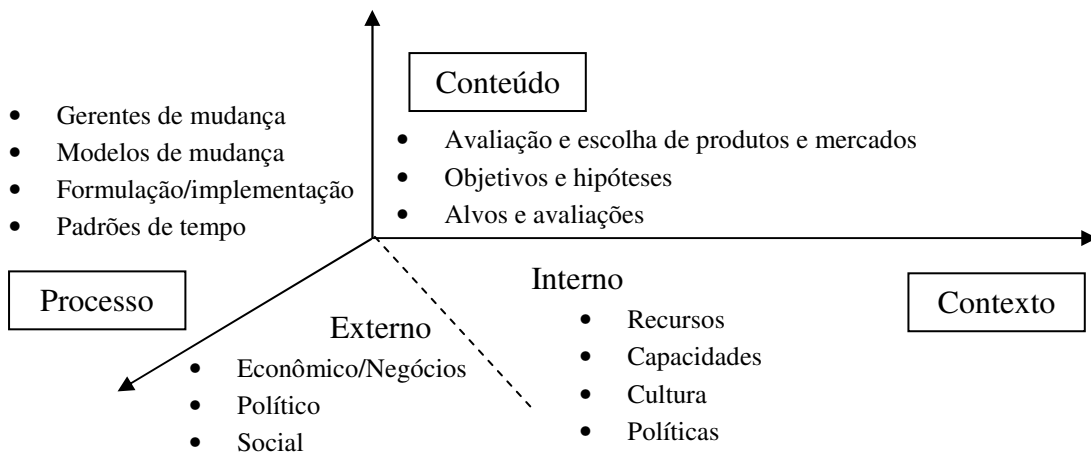 Conteúdo
• Gerentes de mudança
• Modelos de mudança
• Formulação/implementação
• Padrões de tempo
• Avaliação e escolha de produtos e mercados
• Objetivos e hipóteses
• Alvos e avaliações
Processo
Contexto
Externo
• Econômico/Negócios
• Político
• Social
Interno
• Recursos
• Capacidades
• Cultura
• Políticas